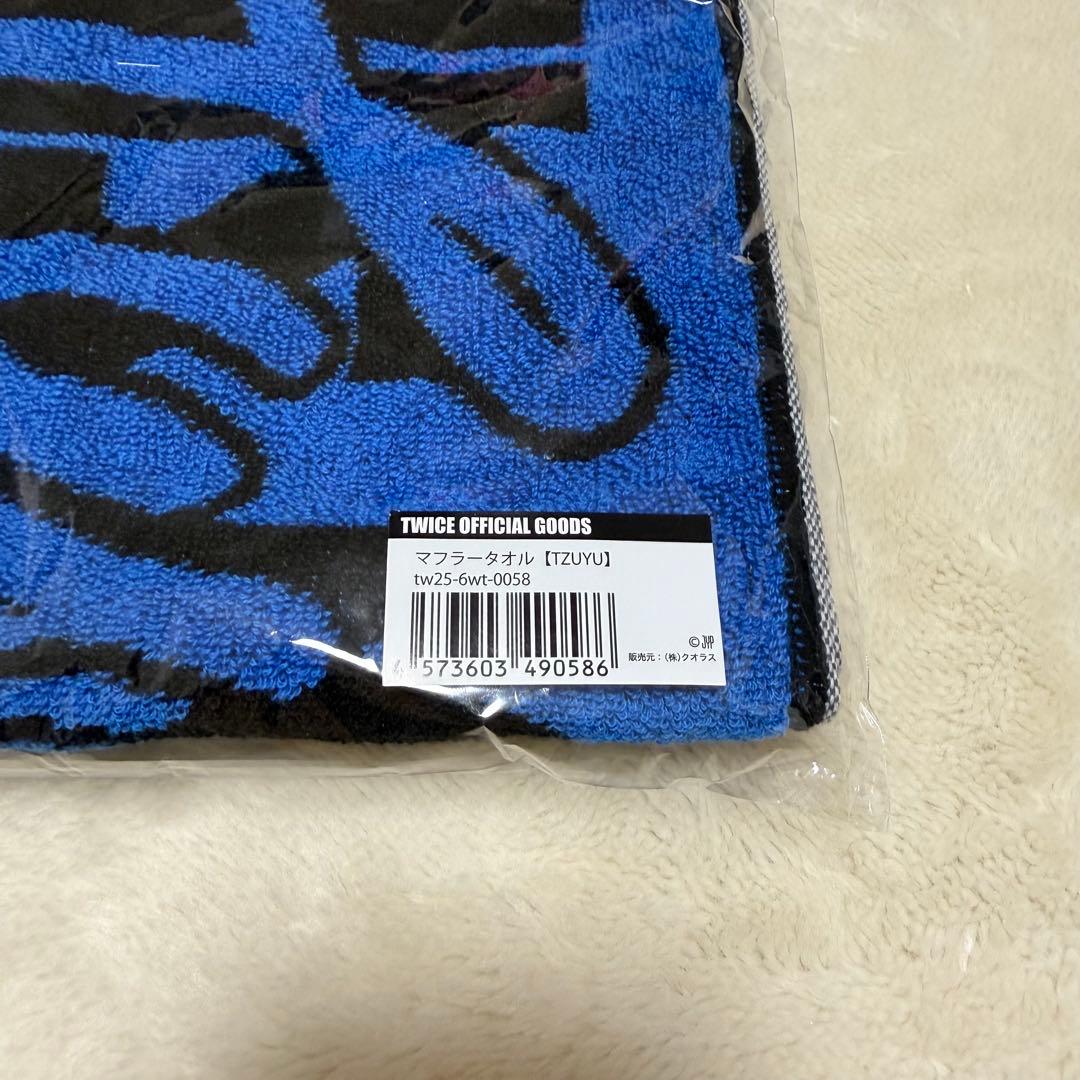 TWICE OFFICIAL GOODS
マフラータオル【TZUYU】
tw25-6wt-0058
4 573603 490586
© JYP
販売元：（株）クオラス